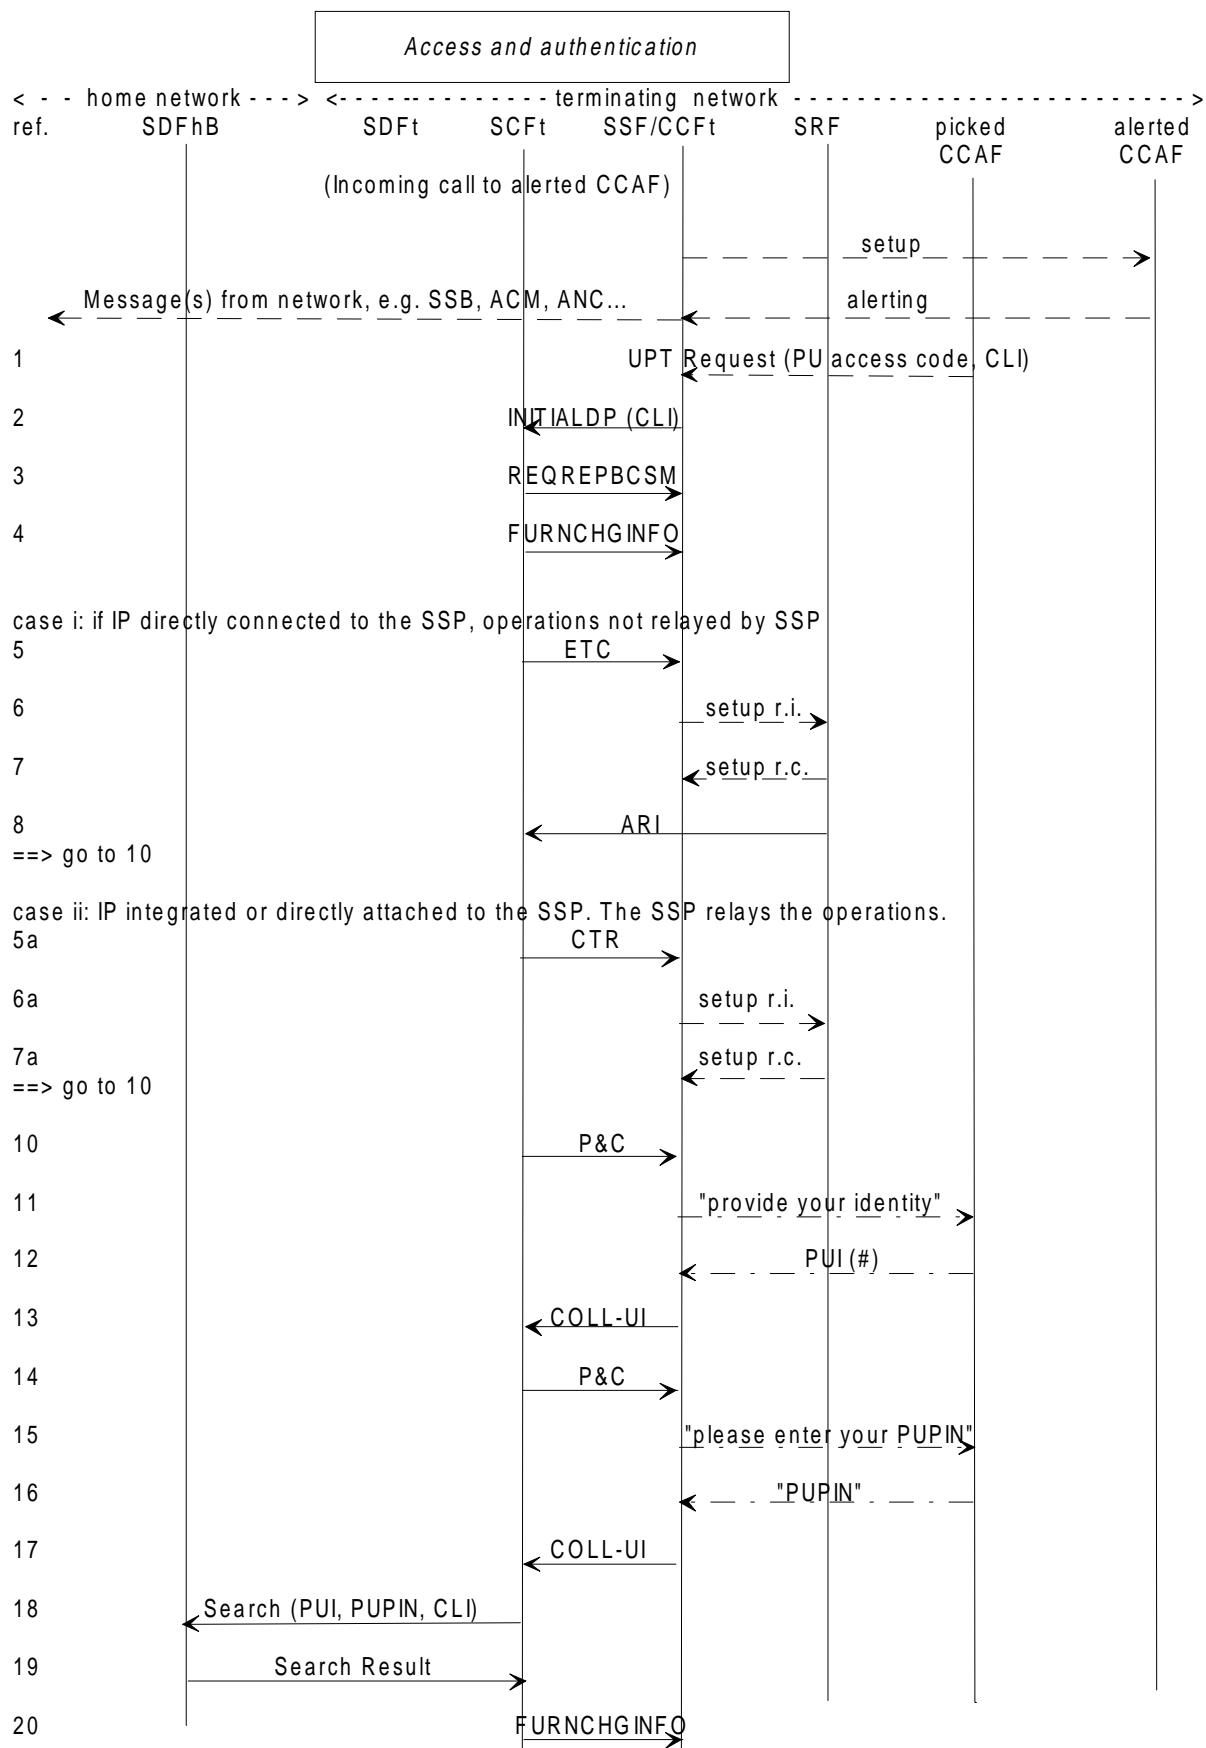 Access and authentication
< - - home network - - - > <- - - - - -- - - - - - - - - terminating network - - - - - - - - - - - - - - - - - - - - - - - - - - >
ref. SDFhB SDFt SCFt SSF/CCFt SRF picked alerted
CCAF CCAF
(Incoming call to alerted CCAF)
setup
Message(s) from network, e.g. SSB, ACM, ANC... alerting
1 UPT Request (PU access code, CLI)
2 INITIALDP (CLI)
3 REQREPBCSM
4 FURNCHGINFO
case i: if IP directly connected to the SSP, operations not relayed by SSP
5 ETC
6 setup r.i.
7 setup r.c.
8 ARI
==> go to 10
case ii: IP integrated or directly attached to the SSP. The SSP relays the operations.
5a CTR
6a setup r.i.
7a setup r.c.
==> go to 10
10 P&C
11 "provide your identity"
12 PUI (#)
13 COLL-UI
14 P&C
15 "please enter your PUPIN"
16 "PUPIN"
17 COLL-UI
18 Search (PUI, PUPIN, CLI)
19 Search Result
20 FURNCHGINFO